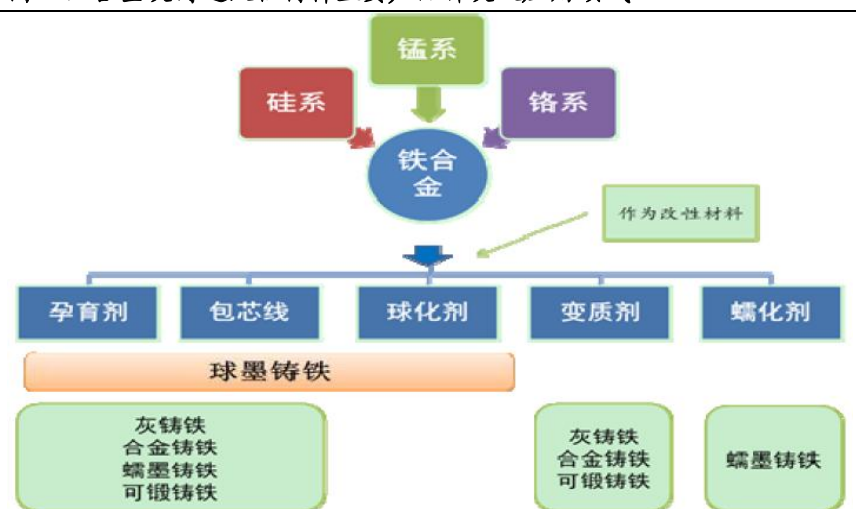 锰系
硅系
铬系
铁合
金
作为改性材料
孕育剂
包芯线
球化剂
变质剂
蠕化剂
球墨铸铁
灰铸铁
合金铸铁
蠕墨铸铁
可锻铸铁
灰铸铁
合金铸铁
可锻铸铁
蠕墨铸铁